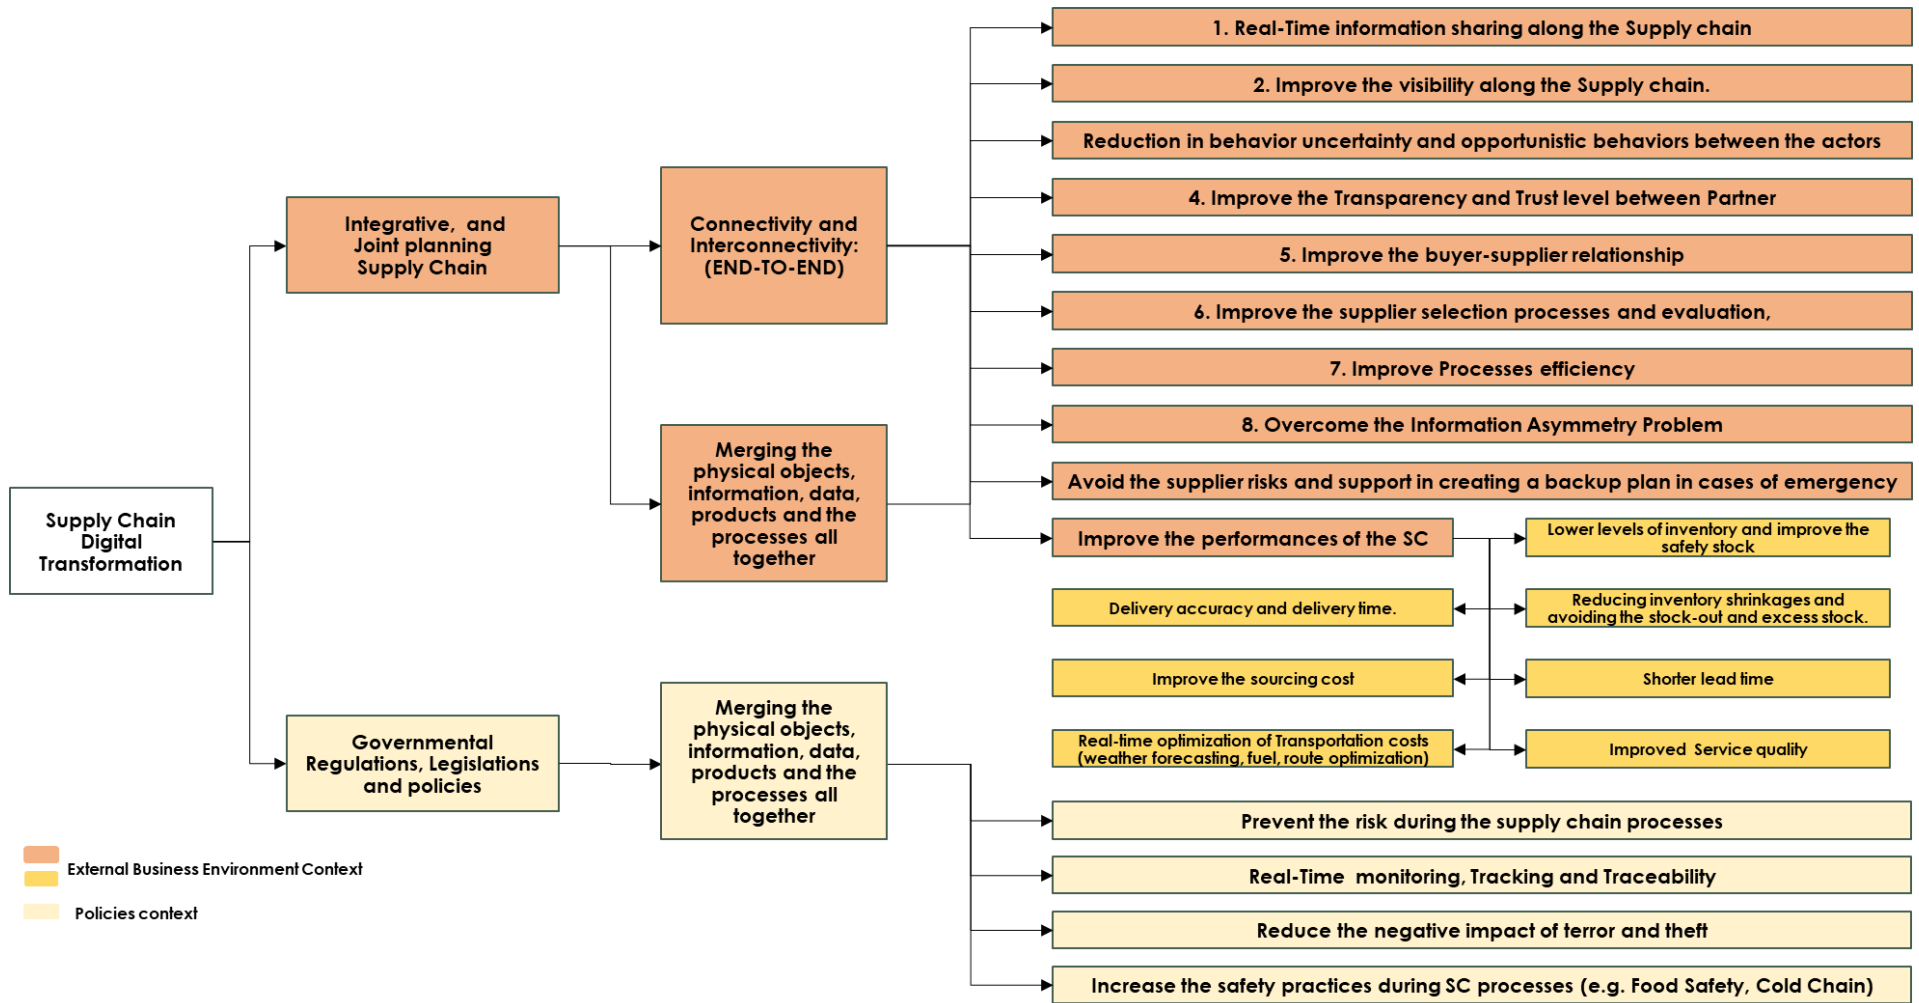 1. Real-Time information sharing along the Supply chain
2. Improve the visibility along the Supply chain.
Reduction in behavior uncertainty and opportunistic behaviors between the actors
4. Improve the Transparency and Trust level between Partner
5. Improve the buyer-supplier relationship
6. Improve the supplier selection processes and evaluation,
7. Improve Processes efficiency
8. Overcome the Information Asymmetry Problem
Avoid the supplier risks and support in creating a backup plan in cases of emergency
Improve the performances of the SC
Lower levels of inventory and improve the
safety stock
Delivery accuracy and delivery time.
Reducing inventory shrinkages and
avoiding the stock-out and excess stock.
Improve the sourcing cost
Shorter lead time
Real-time optimization of Transportation costs
(weather forecasting, fuel, route optimization)
Improved Service quality
Prevent the risk during the supply chain processes
Real-Time monitoring, Tracking and Traceability
Reduce the negative impact of terror and theft
Increase the safety practices during SC processes (e.g. Food Safety, Cold Chain)
Integrative, and
Joint planning
Supply Chain
Connectivity and
Interconnectivity:
(END-TO-END)
Merging the
physical objects,
information, data,
products and the
processes all
together
Supply Chain
Digital
Transformation
Governmental
Regulations, Legislations
and policies
Merging the
physical objects,
information, data,
products and the
processes all
together
External Business Environment Context
Policies context